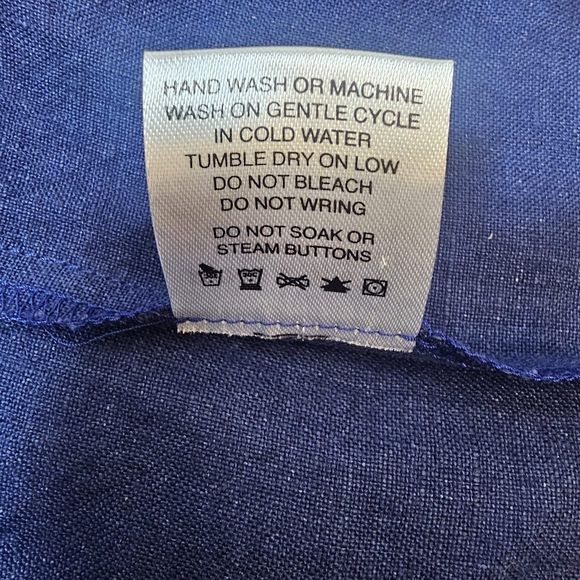 HAND WASH OR MACHINE
WASH ON GENTLE CYCLE
IN COLD WATER
TUMBLE DRY ON LOW
DO NOT BLEACH
DO NOT WRING
DO NOT SOAK OR
STEAM BUTTONS